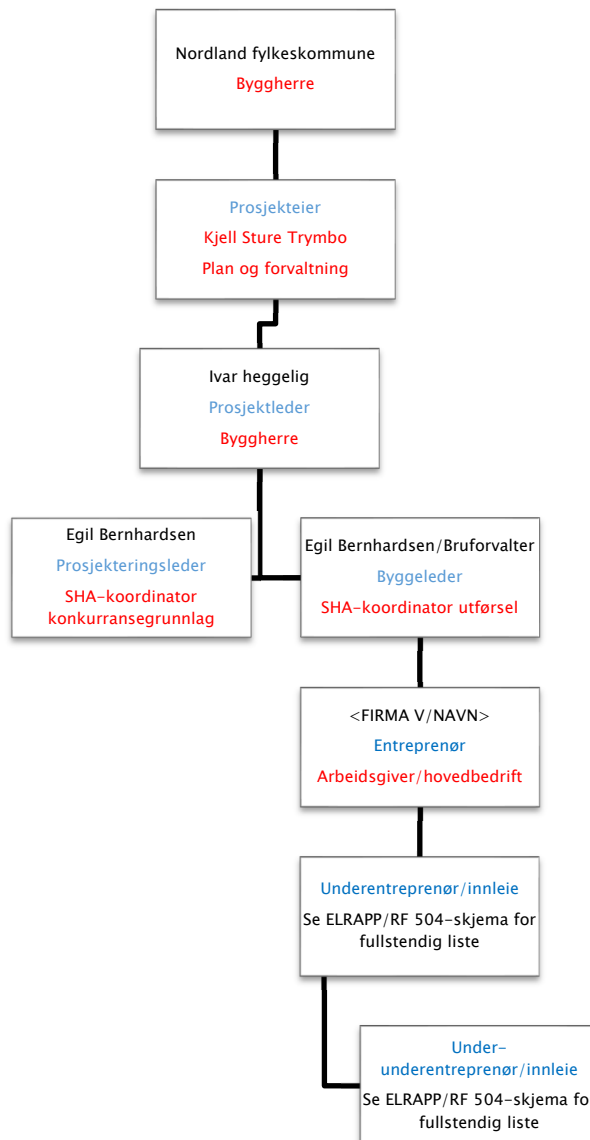 Nordland fylkeskommune
Byggherre
Prosjekteier
Kjell Sture Trymbo
Plan og forvaltning
Ivar heggelig
Prosjektleder
Byggherre
Egil Bernhardsen
Prosjekteringsleder
SHA-koordinator
konkurransegrunnlag
Egil Bernhardsen/Bruforvalter
Byggeleder
SHA-koordinator utførsel
<FIRMA V/NAVN>
Entreprenør
Arbeidsgiver/hovedbedrift
Underentreprenør/innleie
Se ELRAPP/RF 504-skjema for
fullstendig liste
Under-
underentreprenør/innleie
Se ELRAPP/RF 504-skjema fo
fullstendig liste